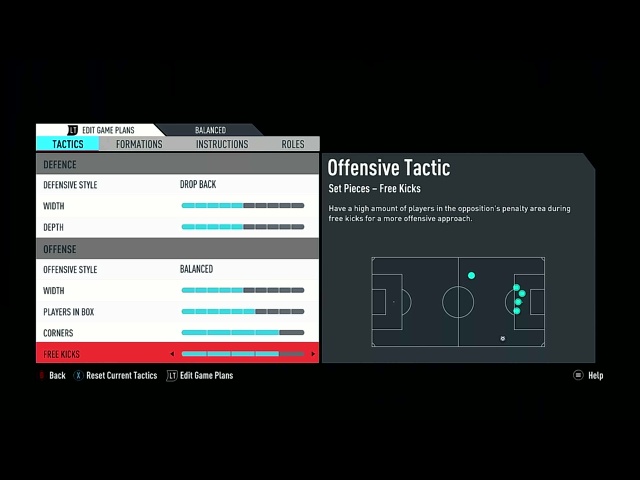 LT EDIT GAME PLANS BALANCED
TACTICS FORMATIONS INSTRUCTIONS ROLES
DEFENCE
DEFENSIVE STYLE DROP BACK
WIDTH
DEPTH
OFFENSE
OFFENSIVE STYLE BALANCED
WIDTH
PLAYERS IN BOX
CORNERS
FREE KICKS
Offensive Tactic
Set Pieces – Free Kicks
Have a high amount of players in the opposition's penalty area during
free kicks for a more offensive approach.
Back X Reset Current Tactics LT Edit Game Plans Help